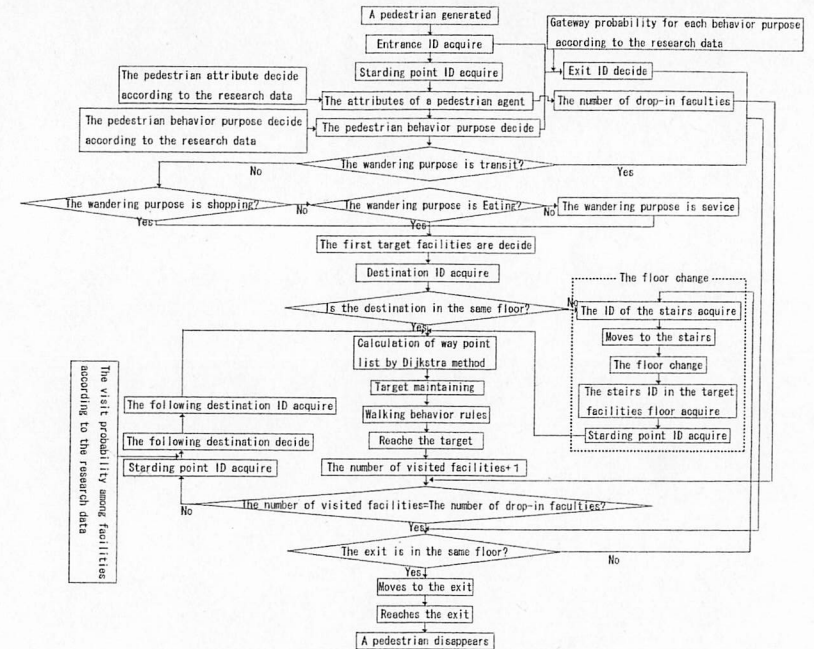 A pedestrian generated
Gateway probability for each behavior purpose
according to the research data
Entrance ID acquire
Starding point ID acquire
Exit ID decide
The pedestrian attribute decide
according to the research data
The attributes of a pedestrian agent
The number of drop-in faculties
The pedestrian behavior purpose decide
according to the research data
The pedestrian behavior purpose decide
The wandering purpose is transit?
No
Yes
The wandering purpose is shopping?
No
The wandering purpose is Eating?
No
The wandering purpose is sevice
Yes
Yes
The first target facilities are decide
Destination ID acquire
The floor change
Is the destination in the same floor?
No
The ID of the stairs acquire
Yes
Moves to the stairs
Calculation of way point
list by Dijkstra method
The floor change
Target maintaining
The stairs ID in the target
facilities floor acquire
The following destination ID acquire
Walking behavior rules
Starding point ID acquire
The following destination decide
Reache the target
Starding point ID acquire
The number of visited facilities+1
The visit probability among facilities
according to the research data
The number of visited facilities=The number of drop-in faculties?
No
Yes
The exit is in the same floor?
No
Yes
Moves to the exit
Reaches the exit
A pedestrian disappears